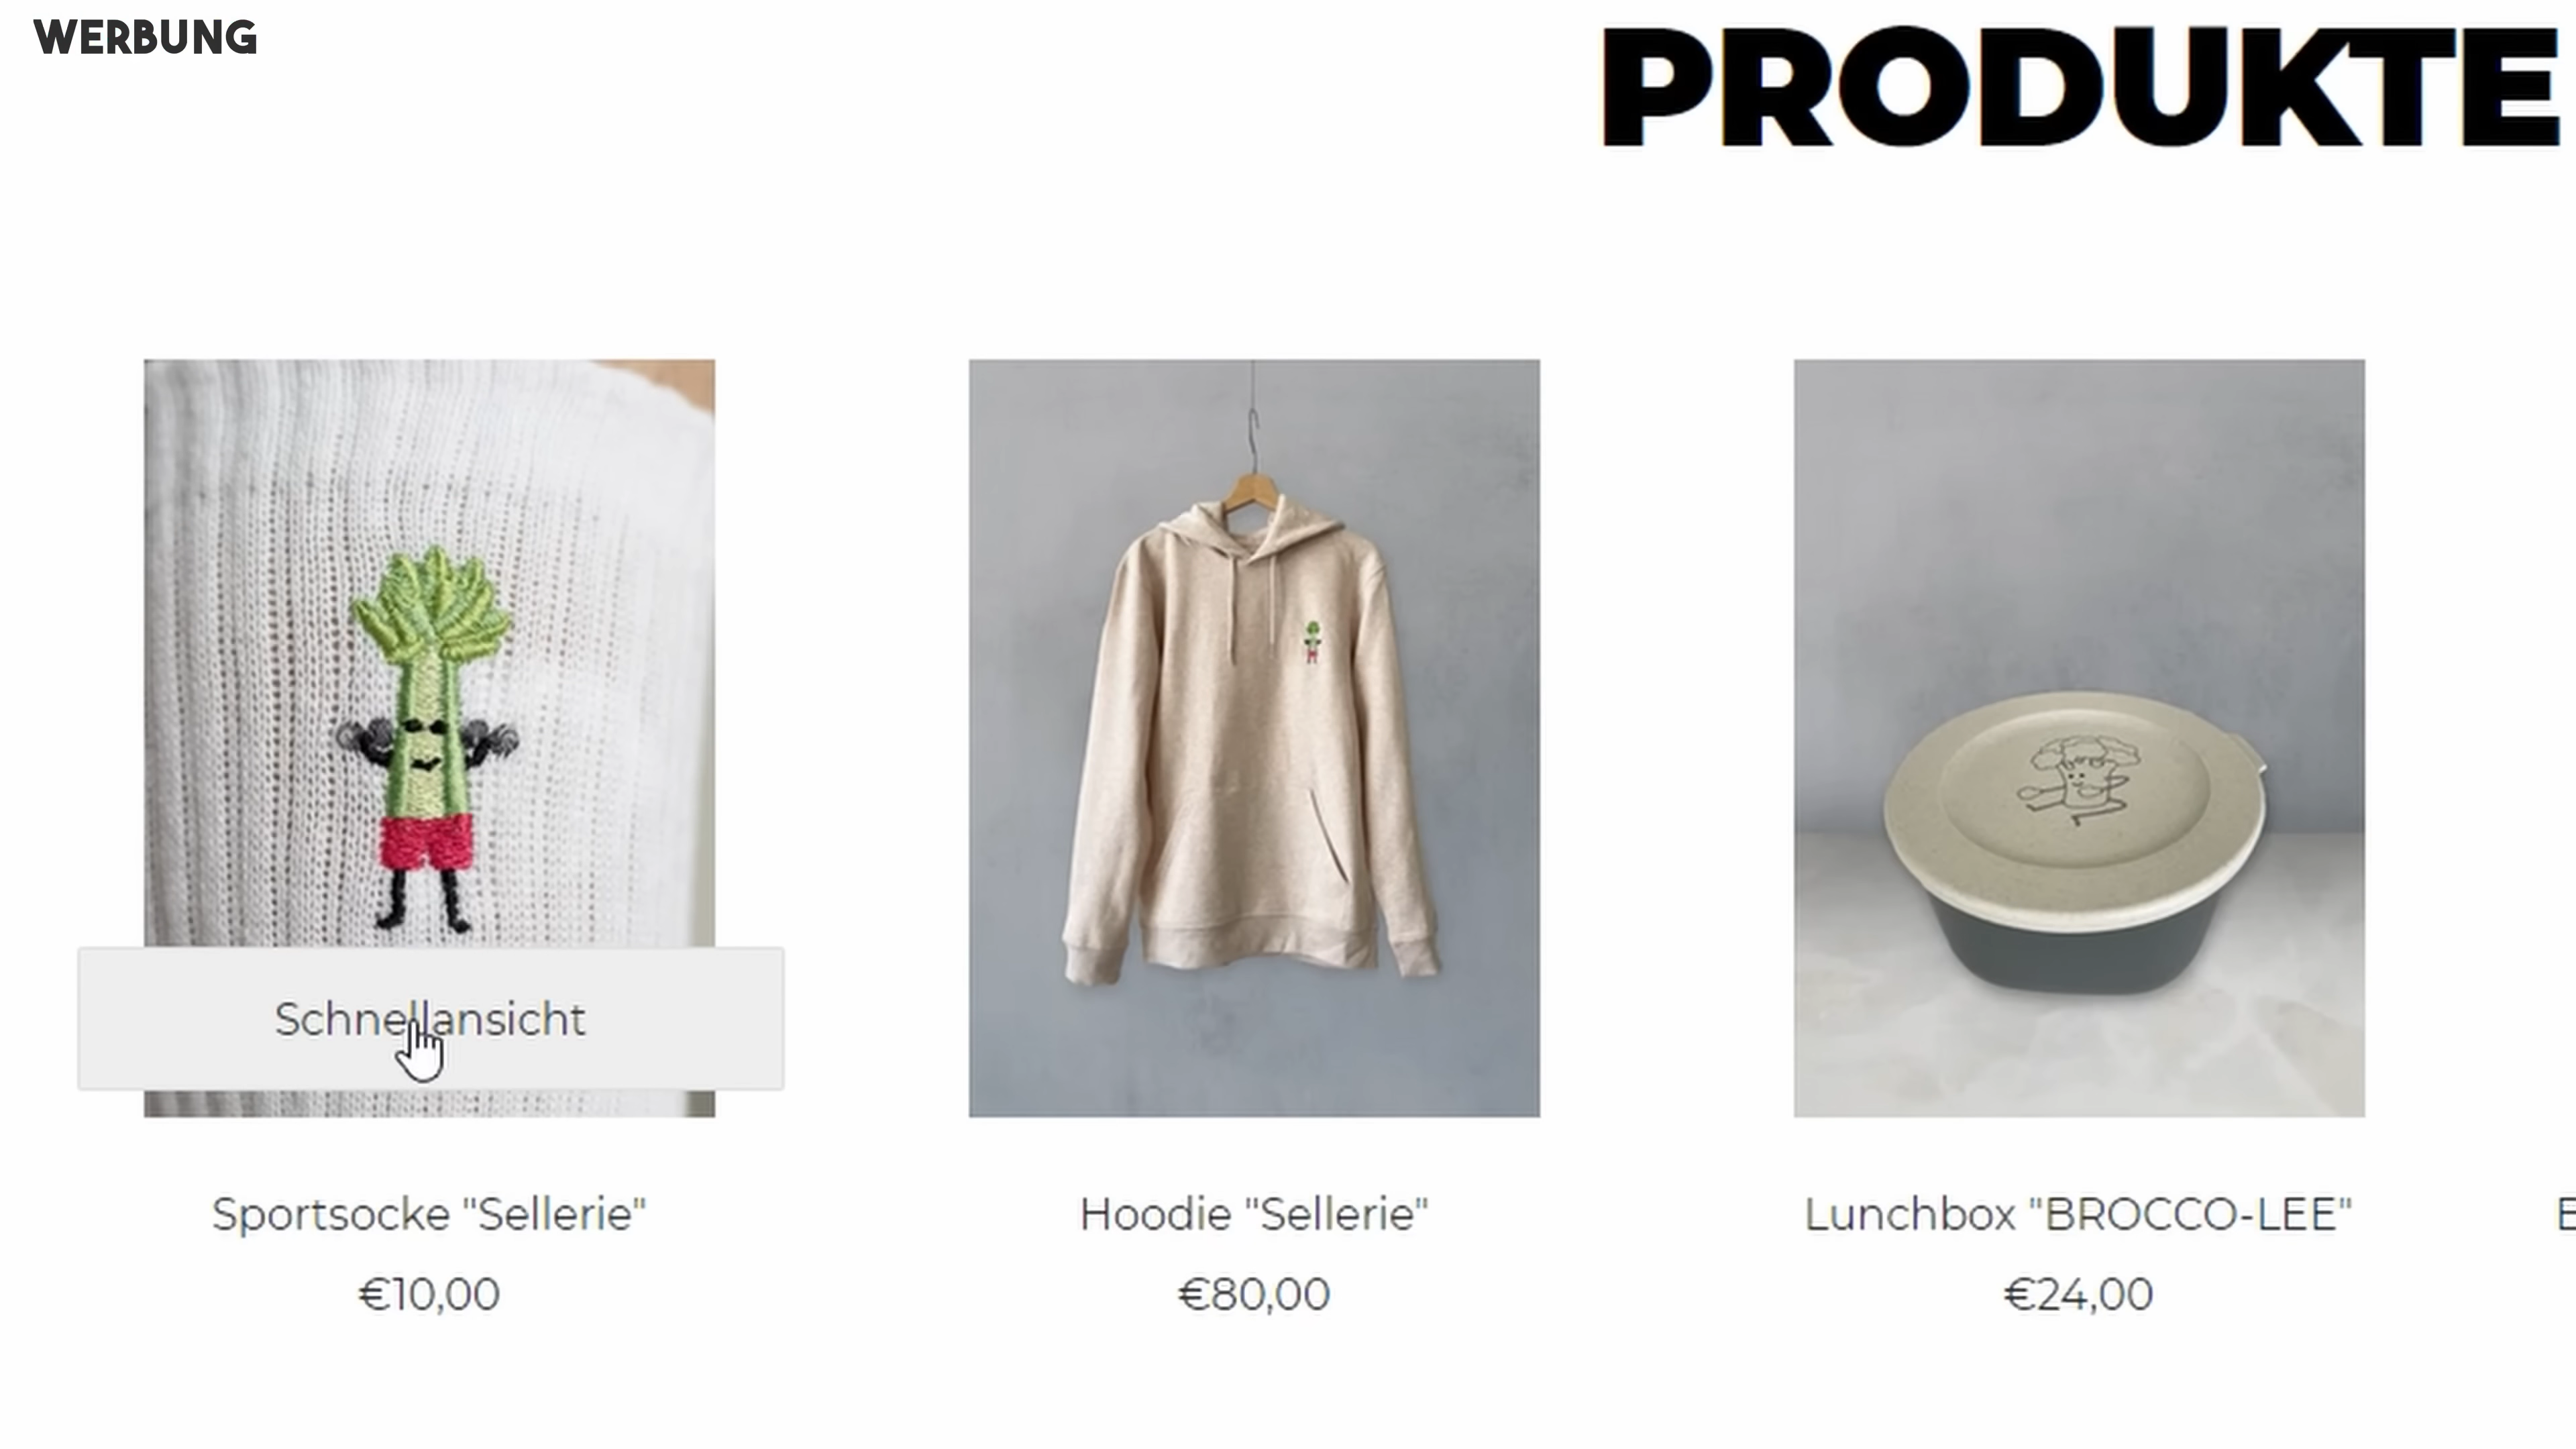 WERBUNG
PRODUKTE
Schnellansicht
Sportsocke "Sellerie"
€10,00
Hoodie "Sellerie"
€80,00
Lunchbox "BROCCO-LEE"
€24,00